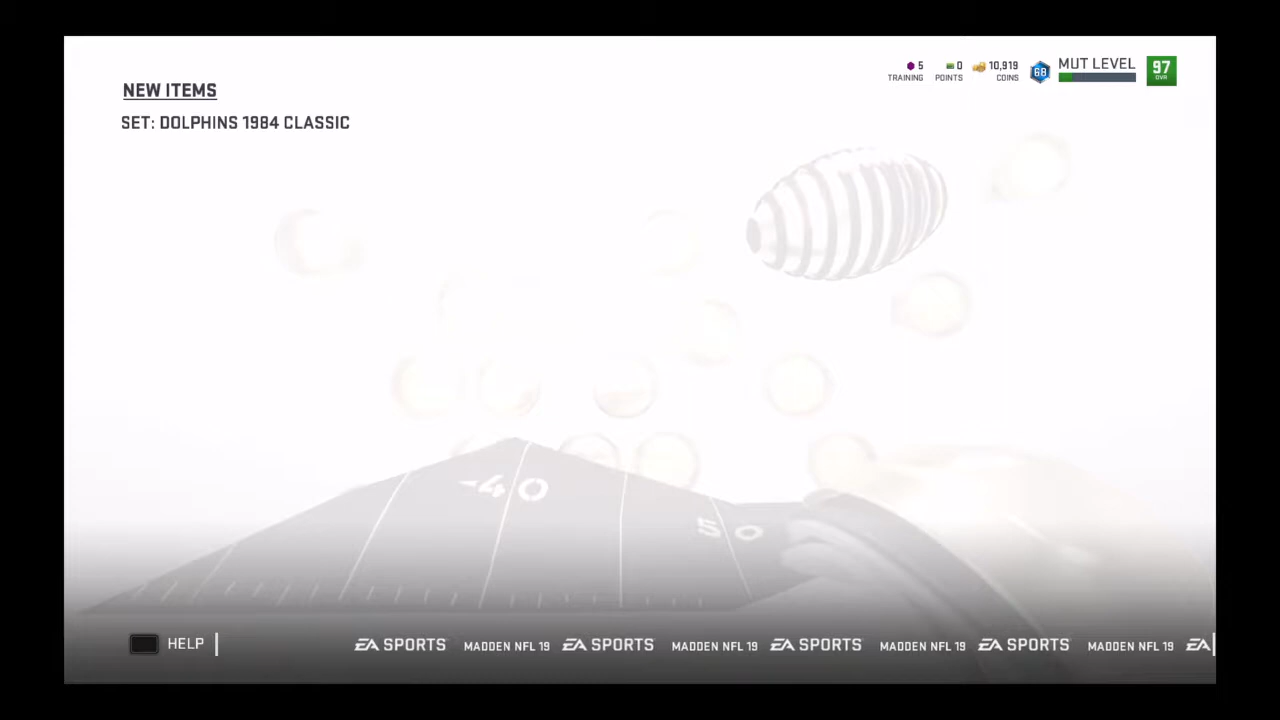 NEW ITEMS
SET: DOLPHINS 1984 CLASSIC
5 TRAINING
0 POINTS
10,919 COINS
68
MUT LEVEL
97 OVR
40
50
HELP
EA SPORTS MADDEN NFL 19 EA SPORTS MADDEN NFL 19 EA SPORTS MADDEN NFL 19 EA SPORTS MADDEN NFL 19 EA